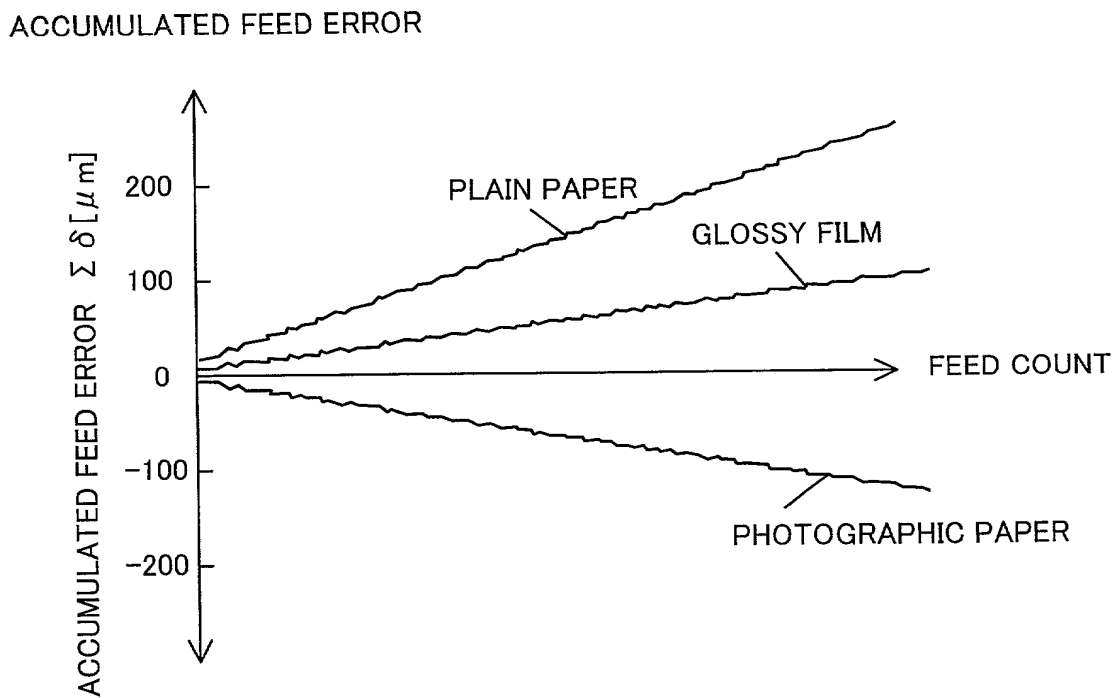 ACCUMULATED FEED ERROR
ACCUMULATED FEED ERROR Σ δ [μm]
200
100
0
-100
-200
PLAIN PAPER
GLOSSY FILM
FEED COUNT
PHOTOGRAPHIC PAPER